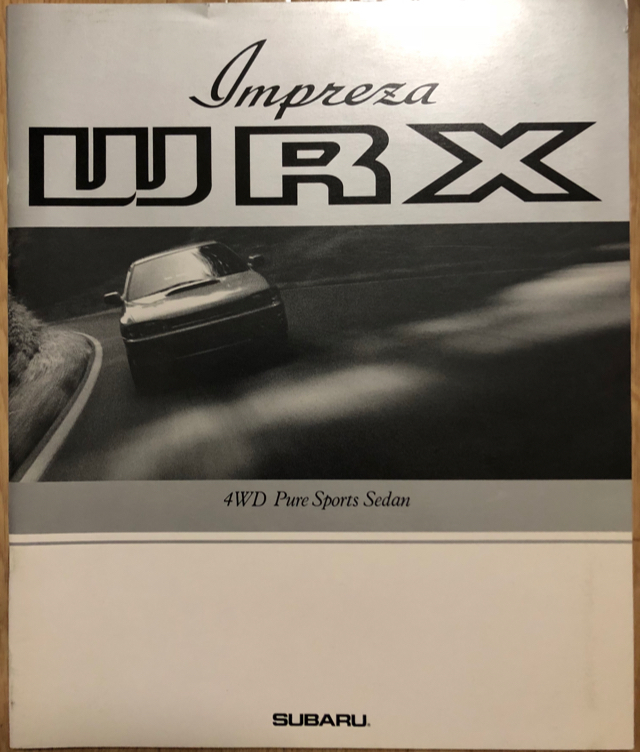 Impreza
WRX
4WD Pure Sports Sedan
SUBARU